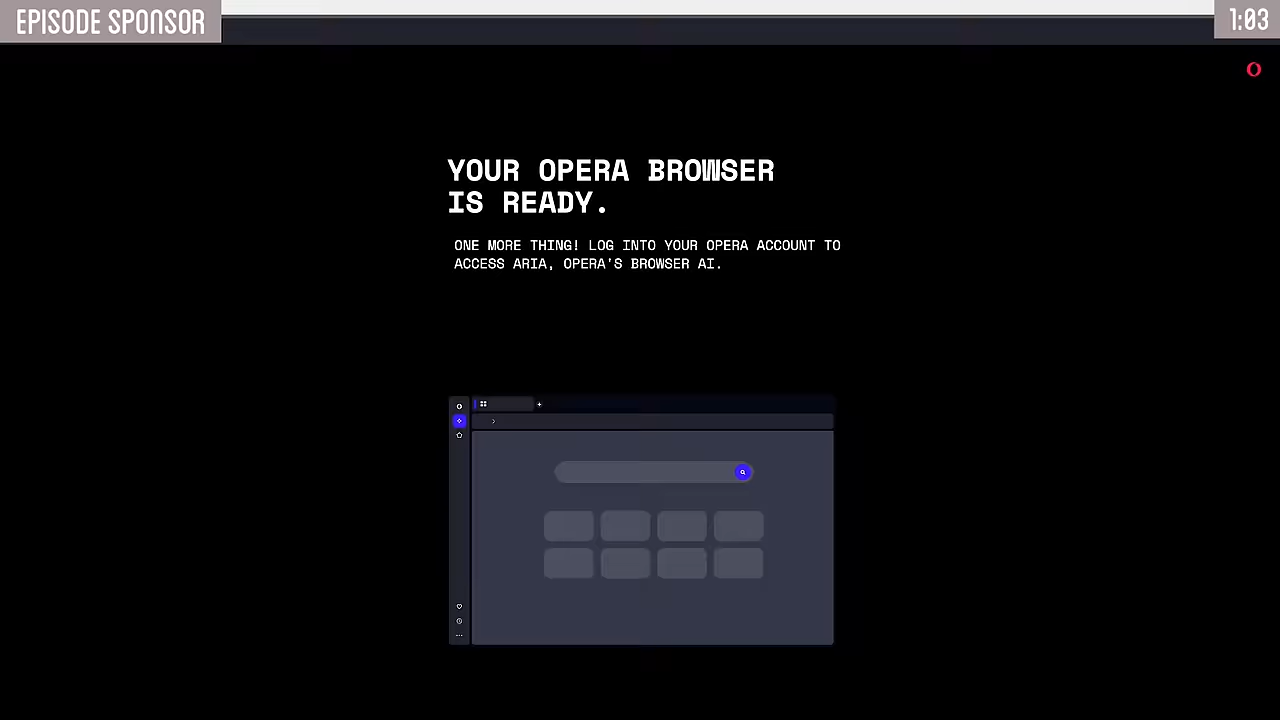 EPISODE SPONSOR
1:03
YOUR OPERA BROWSER
IS READY.
ONE MORE THING! LOG INTO YOUR OPERA ACCOUNT TO
ACCESS ARIA, OPERA'S BROWSER AI.